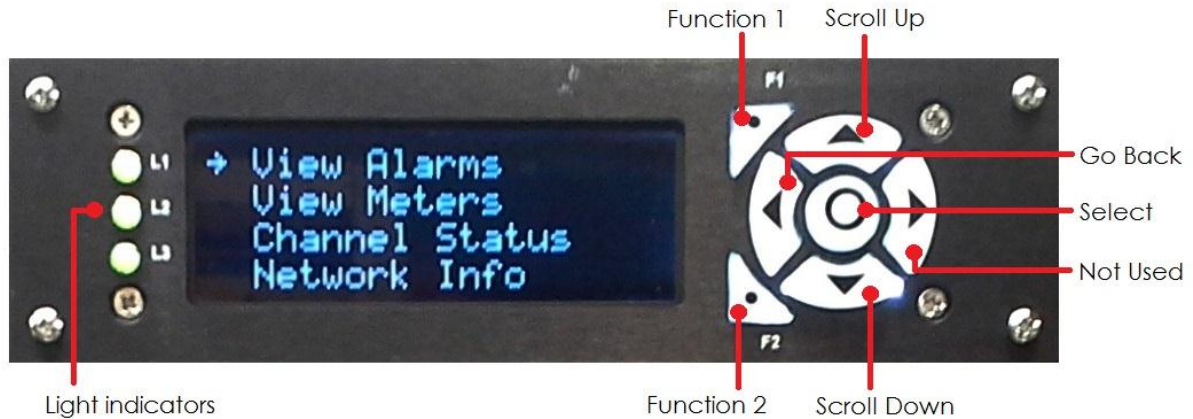 Function 1
Scroll Up
F1
L1
L2
L3
View Alarms
View Meters
Channel Status
Network Info
Go Back
Select
Not Used
F2
Light indicators
Function 2
Scroll Down